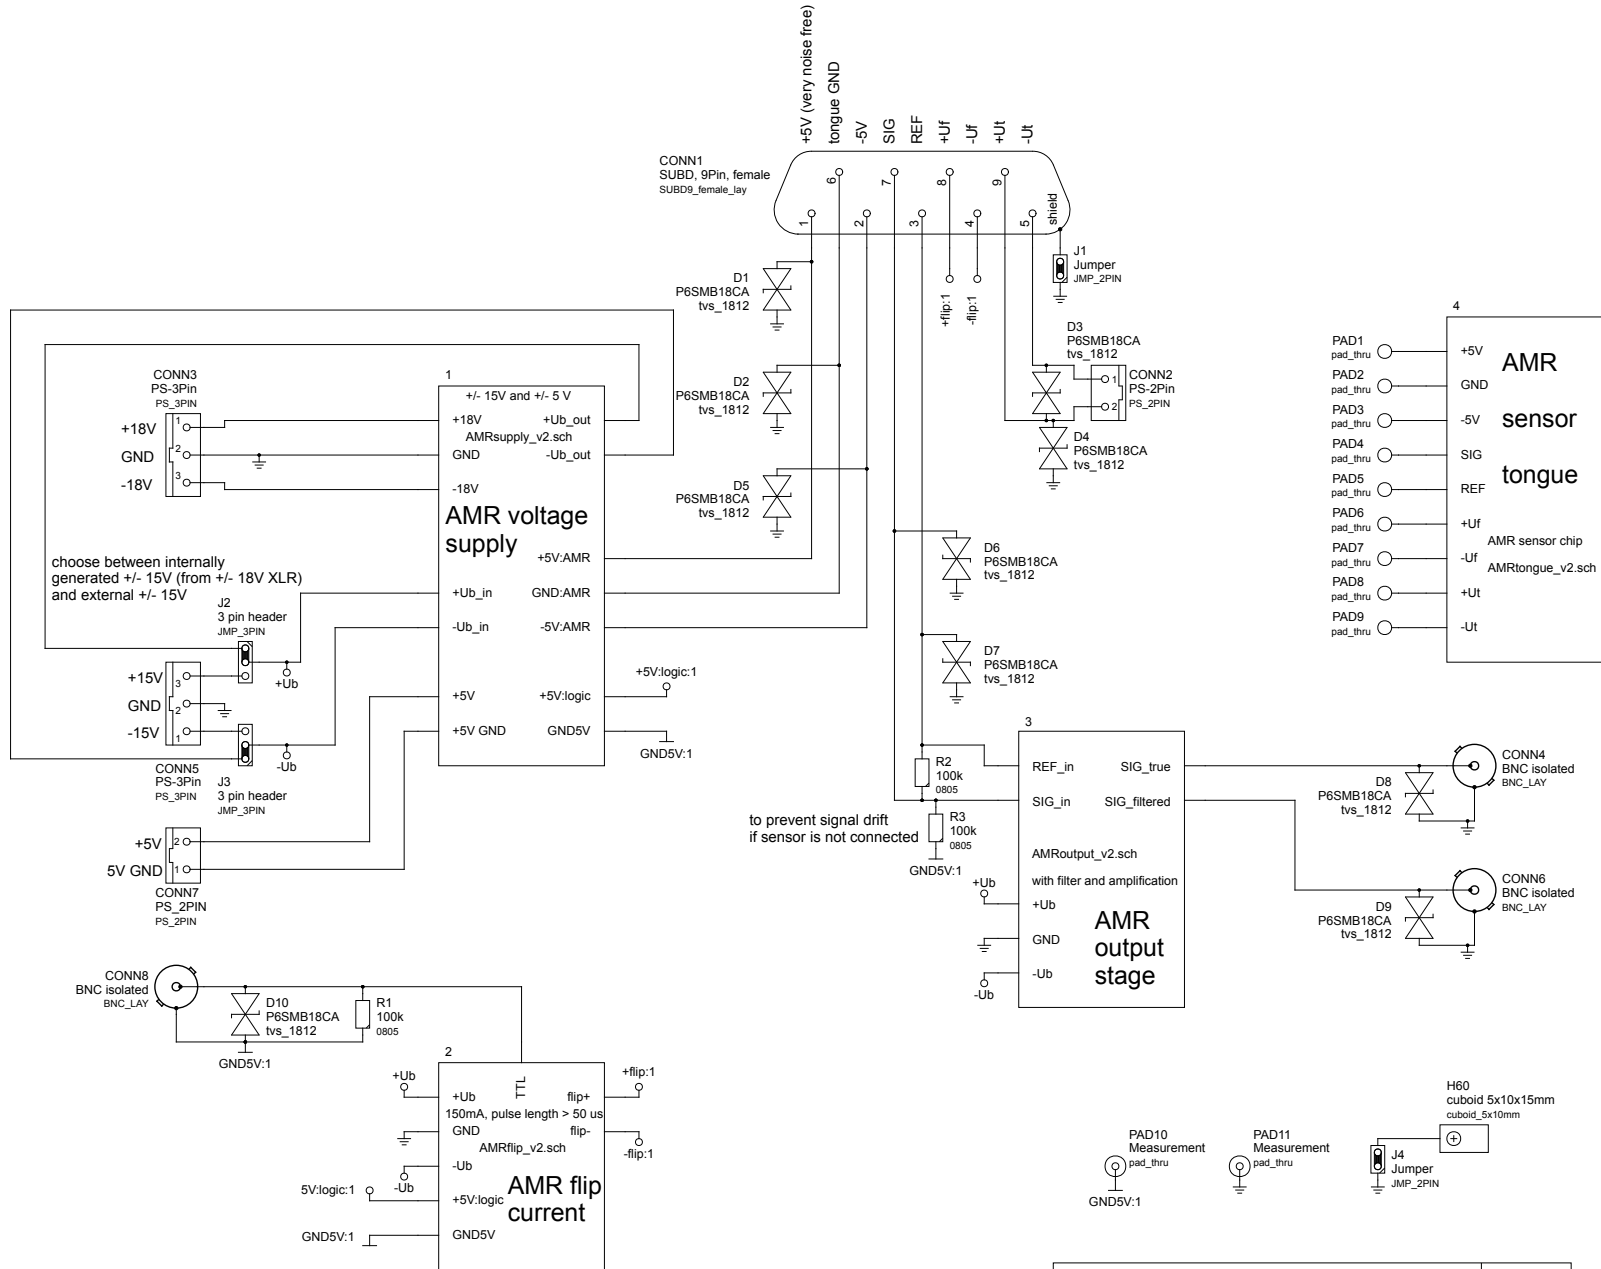 +5V (very noise free)
tongue GND
-5V
SIG
REF
+Uf
-Uf
+Ut
-Ut
CONN1
SUBD, 9Pin, female
SUBD9_female_lay
6
7
8
9
1
2
3
4
5
shield
J1
Jumper
JMP_2PIN
D1
P6SMB18CA
tvs_1812
+flip:1
-flip:1
D3
P6SMB18CA
tvs_1812
1
2
CONN2
PS-2Pin
PS_2PIN
D2
P6SMB18CA
tvs_1812
D4
P6SMB18CA
tvs_1812
D5
P6SMB18CA
tvs_1812
D6
P6SMB18CA
tvs_1812
D7
P6SMB18CA
tvs_1812
CONN3
PS-3Pin
PS_3PIN
+18V
1
GND
2
-18V
3
1
+/- 15V and +/- 5 V
+18V
+Ub_out
AMRsupply_v2.sch
GND
-Ub_out
-18V
AMR voltage
supply
+5V:AMR
+Ub_in
GND:AMR
-Ub_in
-5V:AMR
+5V
+5V:logic
+5V GND
GND5V
+5V:logic:1
GND5V:1
choose between internally
generated +/- 15V (from +/- 18V XLR)
and external +/- 15V
J2
3 pin header
JMP_3PIN
+15V
3
+Ub
GND
2
-15V
1
-Ub
CONN5
PS-3Pin
PS_3PIN
J3
3 pin header
JMP_3PIN
+5V
2
5V GND
1
CONN7
PS_2PIN
PS_2PIN
4
PAD1
pad_thru
+5V
PAD2
pad_thru
GND
PAD3
pad_thru
-5V
PAD4
pad_thru
SIG
PAD5
pad_thru
REF
PAD6
pad_thru
+Uf
PAD7
pad_thru
-Uf
PAD8
pad_thru
+Ut
PAD9
pad_thru
-Ut
AMR
sensor
tongue
AMR sensor chip
AMRtongue_v2.sch
R2
100k
0805
R3
100k
0805
to prevent signal drift
if sensor is not connected
GND5V:1
3
REF_in
SIG_true
SIG_in
SIG_filtered
AMRoutput_v2.sch
with filter and amplification
+Ub
+Ub
GND
-Ub
-Ub
AMR
output
stage
D8
P6SMB18CA
tvs_1812
CONN4
BNC isolated
BNC_LAY
D9
P6SMB18CA
tvs_1812
CONN6
BNC isolated
BNC_LAY
CONN8
BNC isolated
BNC_LAY
D10
P6SMB18CA
tvs_1812
R1
100k
0805
GND5V:1
2
TTL
+Ub
+Ub
flip+
+flip:1
150mA, pulse length > 50 us
GND
flip-
-flip:1
AMRflip_v2.sch
-Ub
-Ub
5V:logic:1
+5V:logic
GND5V:1
GND5V
AMR flip
current
PAD10
Measurement
pad_thru
GND5V:1
PAD11
Measurement
pad_thru
J4
Jumper
JMP_2PIN
H60
cuboid 5x10x15mm
cuboid_5x10mm